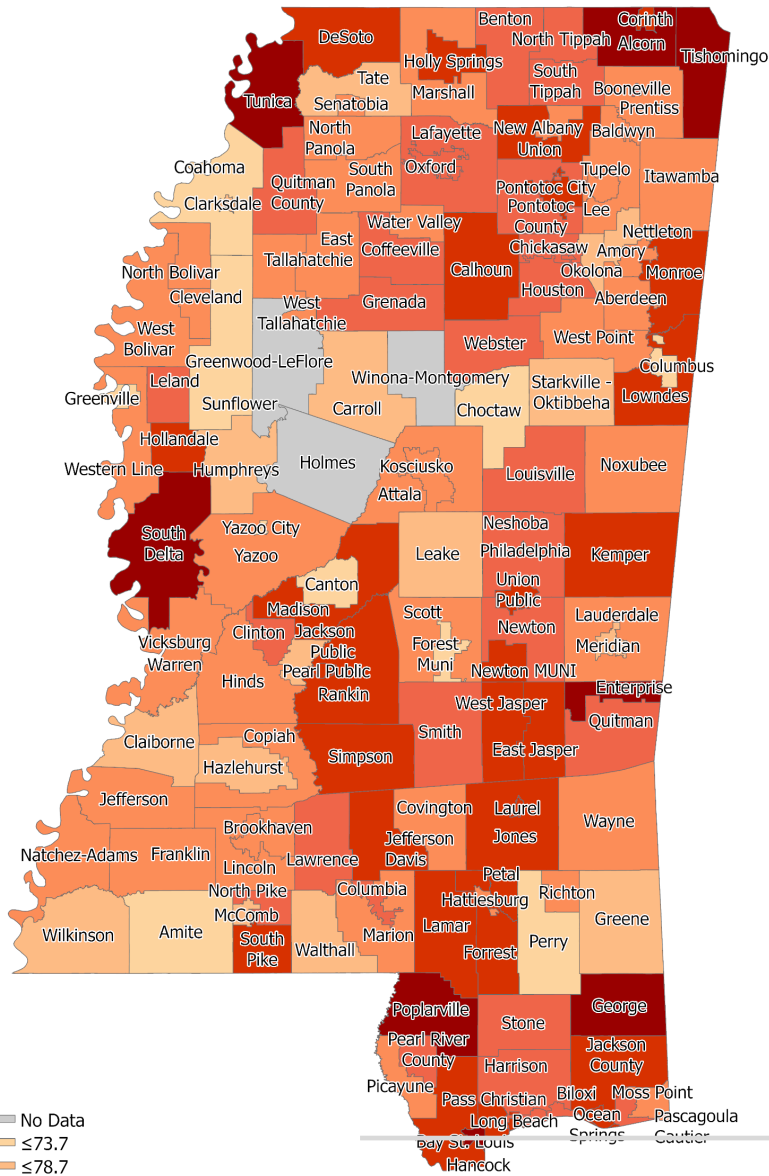 Benton
Corinth
DeSoto
North Tippah
Alcorn
Tishomingo
Holly Springs
Tate
South
Tippah
Booneville
Marshall
Tunica
Senatobia
Prentiss
North
Panola
Lafayette
New Albany
Baldwyn
Union
Coahoma
Oxford
South
Panola
Tupelo
Itawamba
Quitman
County
Pontotoc City
Clarksdale
Pontotoc
County
Lee
Water Valley
Nettleton
East
Tallahatchie
Coffeeville
Chickasaw
Amory
North Bolivar
Calhoun
Okolona
Monroe
Cleveland
Houston
Aberdeen
West
Tallahatchie
Grenada
West
Bolivar
Webster
West Point
Greenwood-LeFlore
Columbus
Leland
Winona-Montgomery
Starkville -
Oktibbeha
Greenville
Sunflower
Carroll
Choctaw
Lowndes
Hollandale
Western Line
Humphreys
Holmes
Kosciusko
Louisville
Noxubee
Attala
South
Delta
Yazoo City
Yazoo
Neshoba
Leake
Philadelphia
Kemper
Union
Public
Canton
Madison
Scott
Lauderdale
Clinton
Jackson
Public
Newton
Vicksburg
Warren
Forest
Muni
Meridian
Pearl Public
Newton MUNI
Hinds
Rankin
Enterprise
West Jasper
Quitman
Smith
Claiborne
Copiah
East Jasper
Simpson
Hazlehurst
Jefferson
Covington
Laurel
Jones
Wayne
Brookhaven
Jefferson
Davis
Natchez-Adams
Franklin
Lawrence
Lincoln
Petal
North Pike
Columbia
Hattiesburg
Richton
McComb
Greene
Wilkinson
Amite
South
Pike
Walthall
Marion
Lamar
Forrest
Perry
Poplarville
George
Stone
Pearl River
County
Jackson
County
Harrison
Picayune
Pass Christian
Biloxi
Moss Point
Long Beach
Ocean
Springs
Pascagoula
No Data
Gautier
≤73.7
Bay St. Louis
≤78.7
Hancock